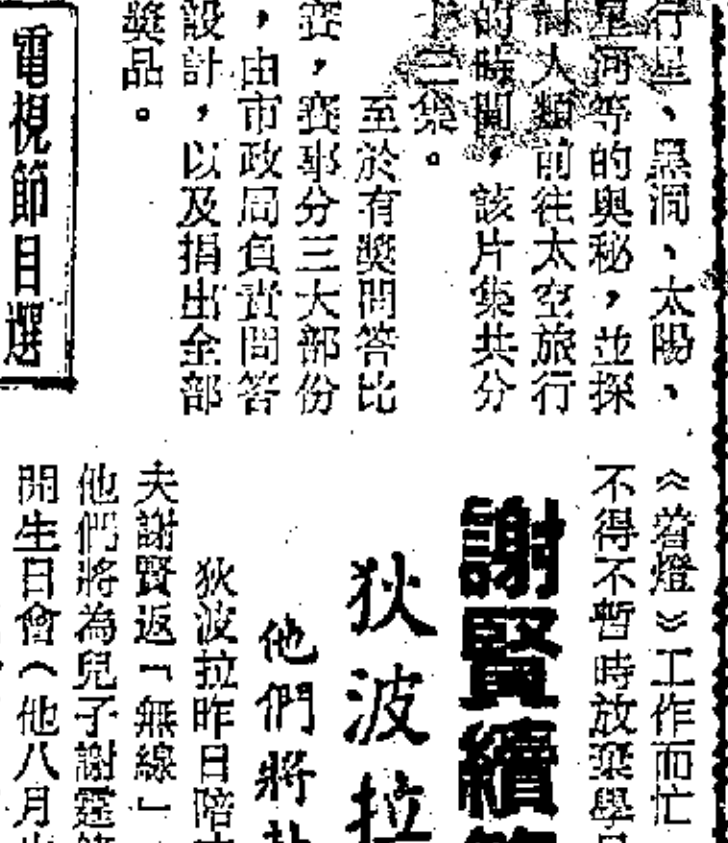 行星、黑洞、太陽、
星河等的奧秘,並探
討人類前往太空旅行
的時間,該片集共分
十三集。
至於有獎問答比
賽,賽事分三大部份
,由市政局負責問答
設計,以及捐出全部
獎品。
電視節目選
《着燈》工作而忙
不得不暫時放棄學
謝賢續
狄波拉
他們將
狄波拉昨日陪
夫謝賢返「無線」
他們將為兒子謝霆
開生日會(他八月